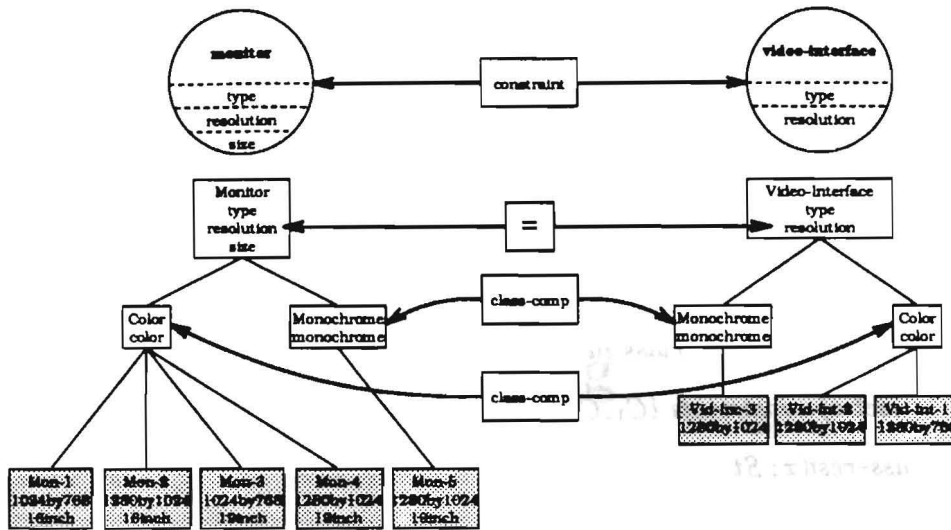 monitor
type
resolution
size
constraint
video-interface
type
resolution
Monitor
type
resolution
size
=
Video-Interface
type
resolution
Color
color
Monochrome
monochrome
class-comp
Monochrome
monochrome
Color
color
class-comp
Vid-Int-3
1280by1024
Vid-Int-2
1280by1024
Vid-Int-1
Mon-1
1024by768
16inch
Mon-2
1280by1024
16inch
Mon-3
1024by768
19inch
Mon-4
1280by1024
19inch
Mon-5
1280by1024
16inch